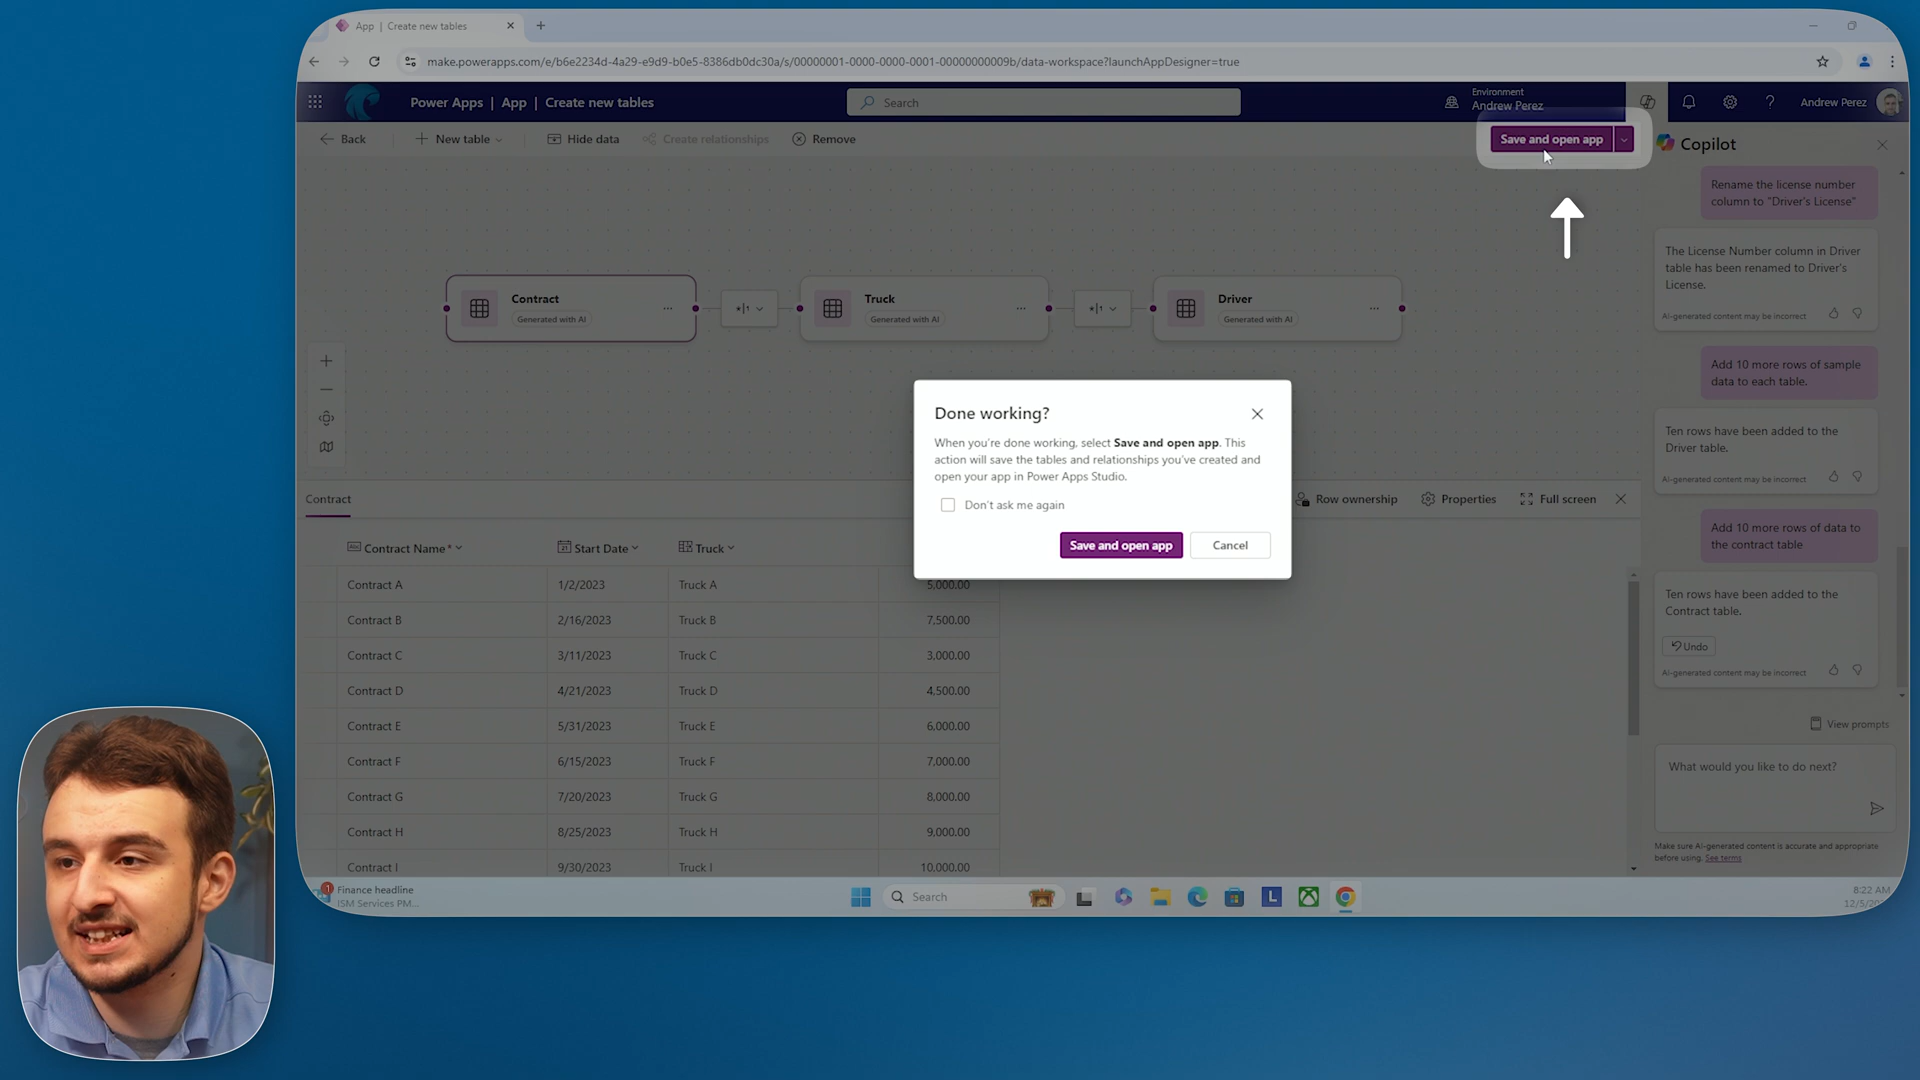 App | Create new tables
make.powerapps.com/e/b6e2234d-4a29-e9d9-b0e5-8386db0dc30a/s/00000001-0000-0000-0001-00000000009b/data-workspace?launchAppDesigner=true
Power Apps | App | Create new tables
Search
Environment
Andrew Perez
Andrew Perez
Back
New table
Hide data
Create relationships
Remove
Save and open app
Copilot
Rename the license number
column to "Driver's License"
The License Number column in Driver
table has been renamed to Driver's
License.
AI-generated content may be incorrect
Add 10 more rows of sample
data to each table.
Ten rows have been added to the
Driver table.
AI-generated content may be incorrect
Add 10 more rows of data to
the contract table
Ten rows have been added to the
Contract table.
Undo
AI-generated content may be incorrect
View prompts
What would you like to do next?
Make sure AI-generated content is accurate and appropriate
before using. See terms
Contract
Generated with AI
Truck
Generated with AI
Driver
Generated with AI
Done working?
When you're done working, select Save and open app. This
action will save the tables and relationships you've created and
open your app in Power Apps Studio.
Don't ask me again
Save and open app
Cancel
Contract
Row ownership
Properties
Full screen
Contract Name* Start Date Truck
Contract A 1/2/2023 Truck A 5,000.00
Contract B 2/16/2023 Truck B 7,500.00
Contract C 3/11/2023 Truck C 3,000.00
Contract D 4/21/2023 Truck D 4,500.00
Contract E 5/31/2023 Truck E 6,000.00
Contract F 6/15/2023 Truck F 7,000.00
Contract G 7/20/2023 Truck G 8,000.00
Contract H 8/25/2023 Truck H 9,000.00
Contract I 9/30/2023 Truck I 10,000.00
1
Finance headline
ISM Services PM...
Search
8:22 AM